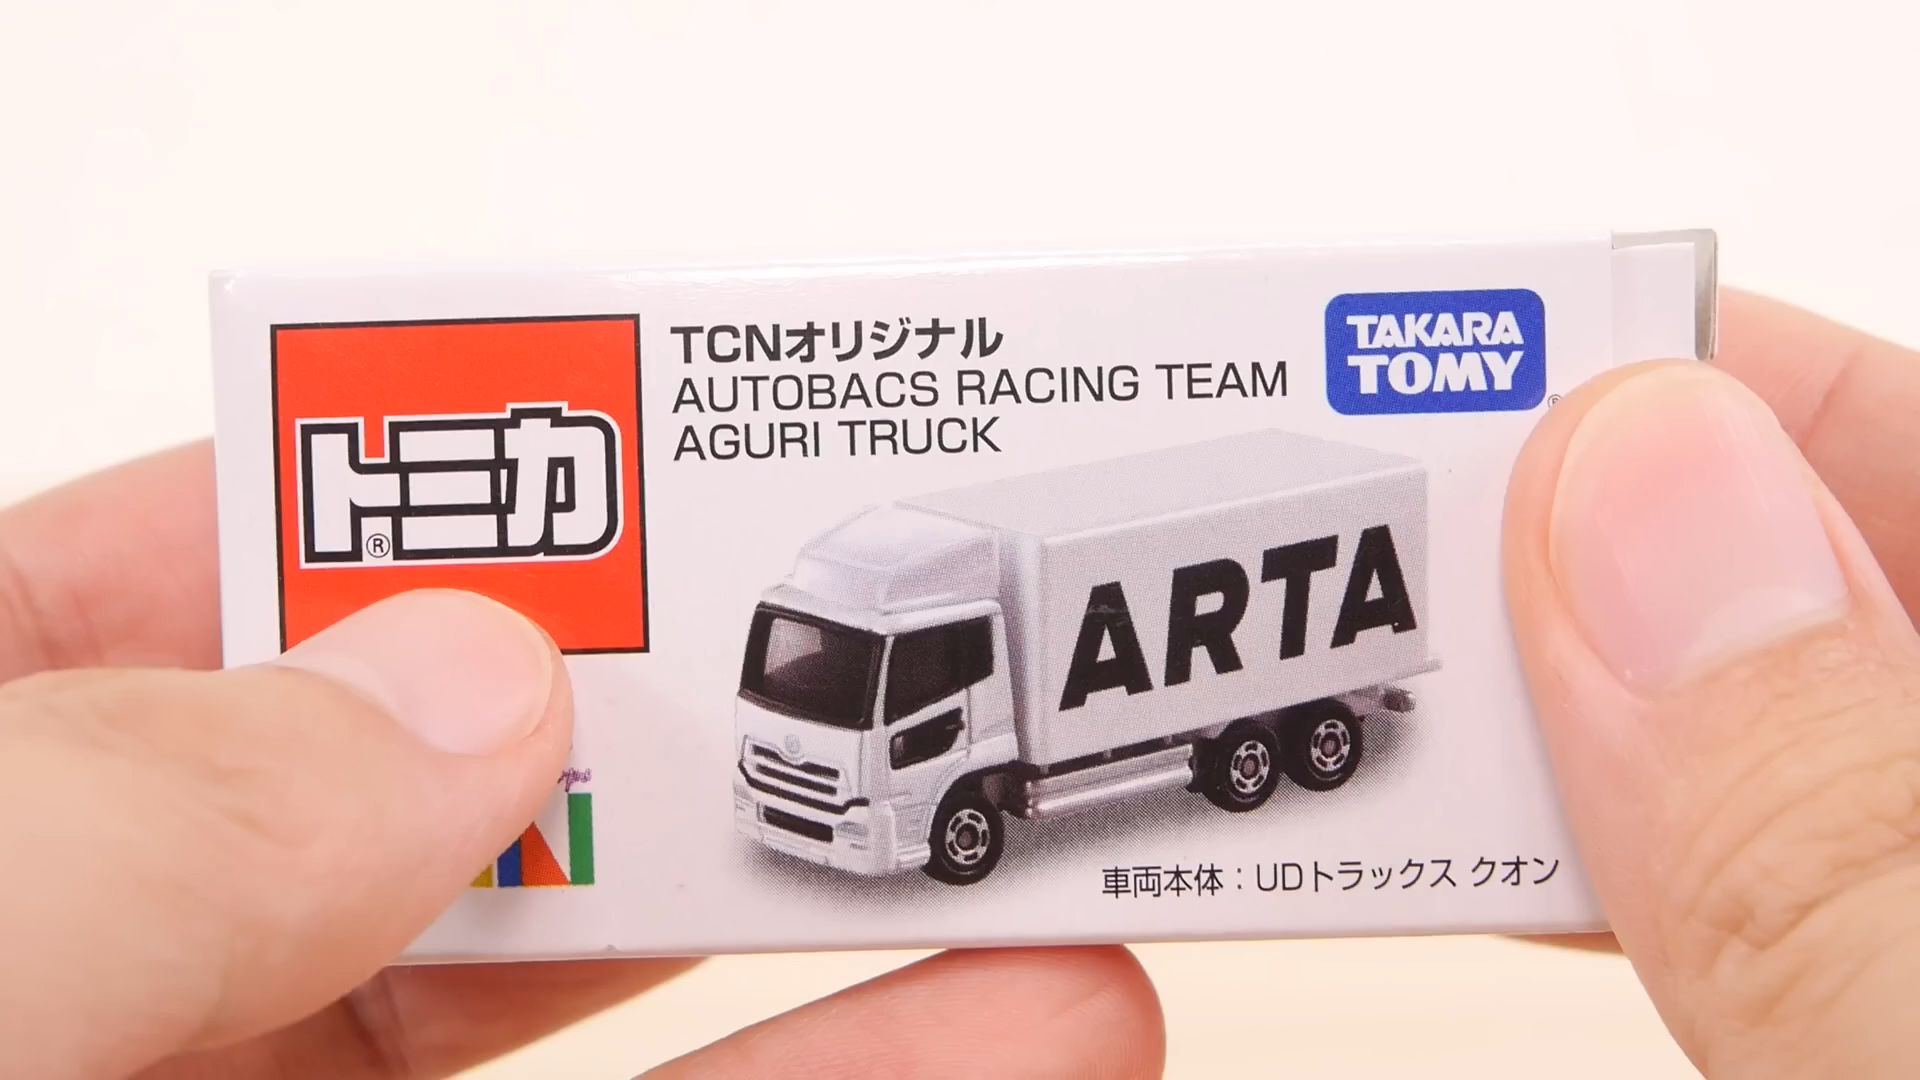 トミカ
®
TCNオリジナル
AUTOBACS RACING TEAM
AGURI TRUCK
TAKARA
TOMY
®
ARTA
車両本体:UDトラックス クオン